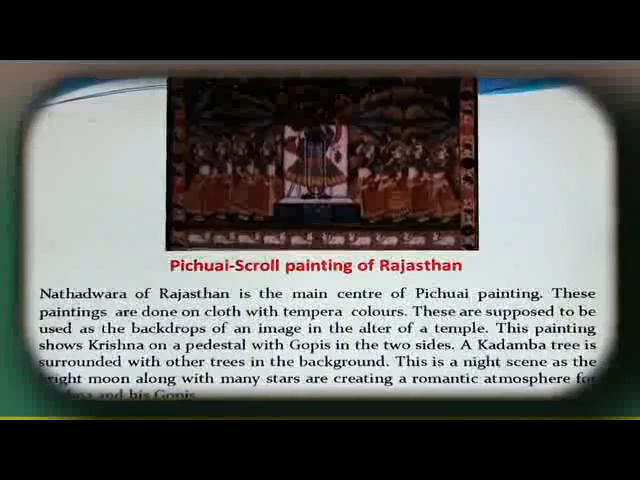 Pichuai-Scroll painting of Rajasthan
Nathadwara of Rajasthan is the main centre of Pichuai painting. These
paintings are done on cloth with tempera colours. These are supposed to be
used as the backdrops of an image in the alter of a temple. This painting
shows Krishna on a pedestal with Gopis in the two sides. A Kadamba tree is
surrounded with other trees in the background. This is a night scene as the
bright moon along with many stars are creating a romantic atmosphere for
and his Gopis.